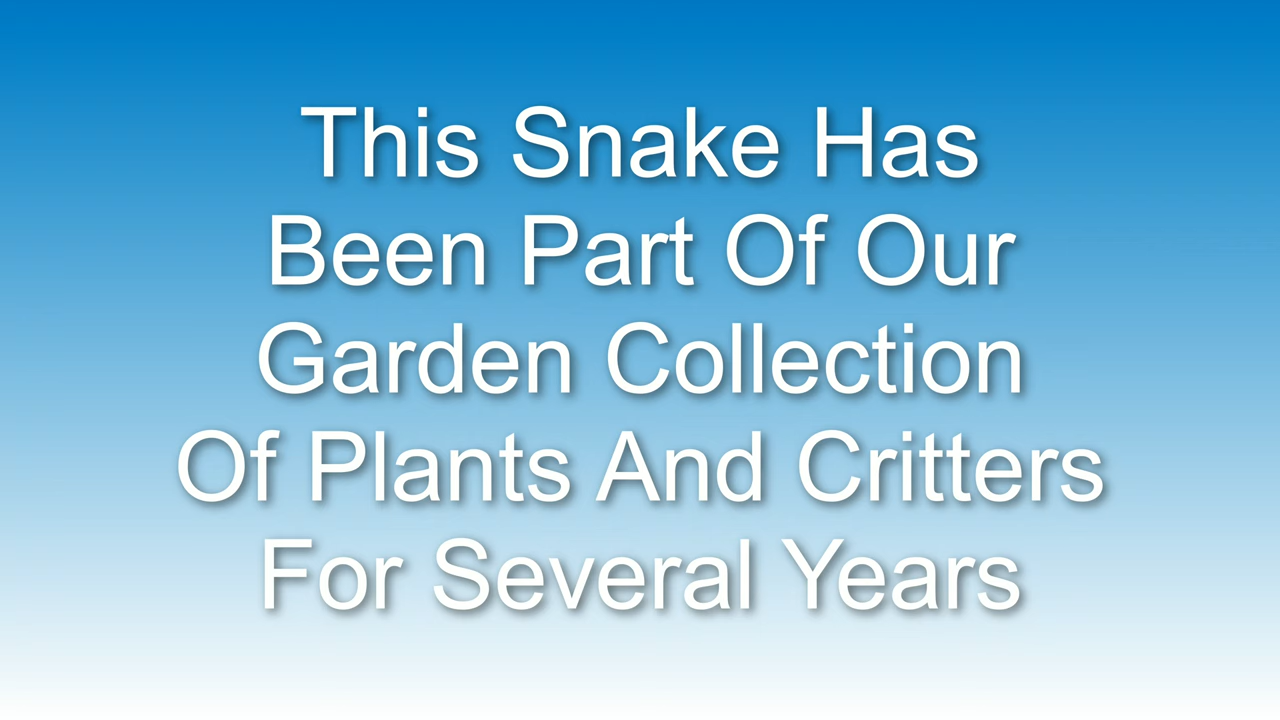 This Snake Has
Been Part Of Our
Garden Collection
Of Plants And Critters
For Several Years